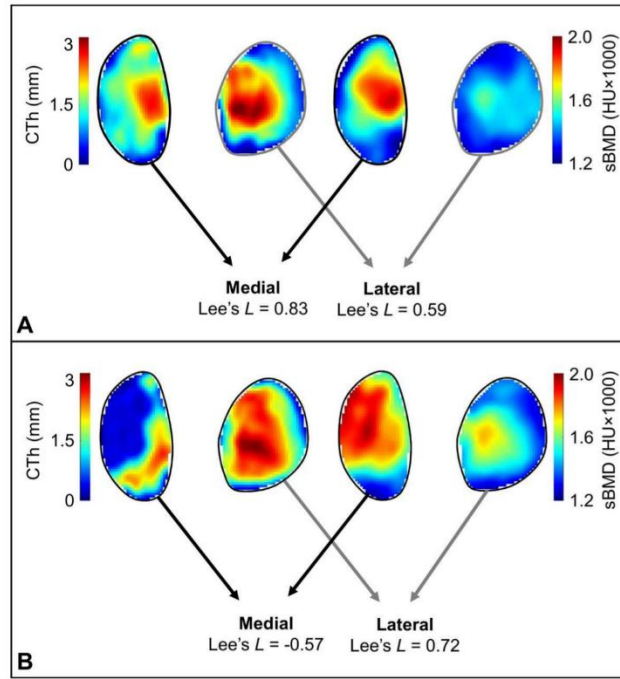 3
1.5
0
CTh (mm)
2.0
1.6
1.2
sBMD (HU×1000)
Medial
Lee's L = 0.83
Lateral
Lee's L = 0.59
A
3
1.5
0
CTh (mm)
2.0
1.6
1.2
sBMD (HU×1000)
Medial
Lee's L = -0.57
Lateral
Lee's L = 0.72
B